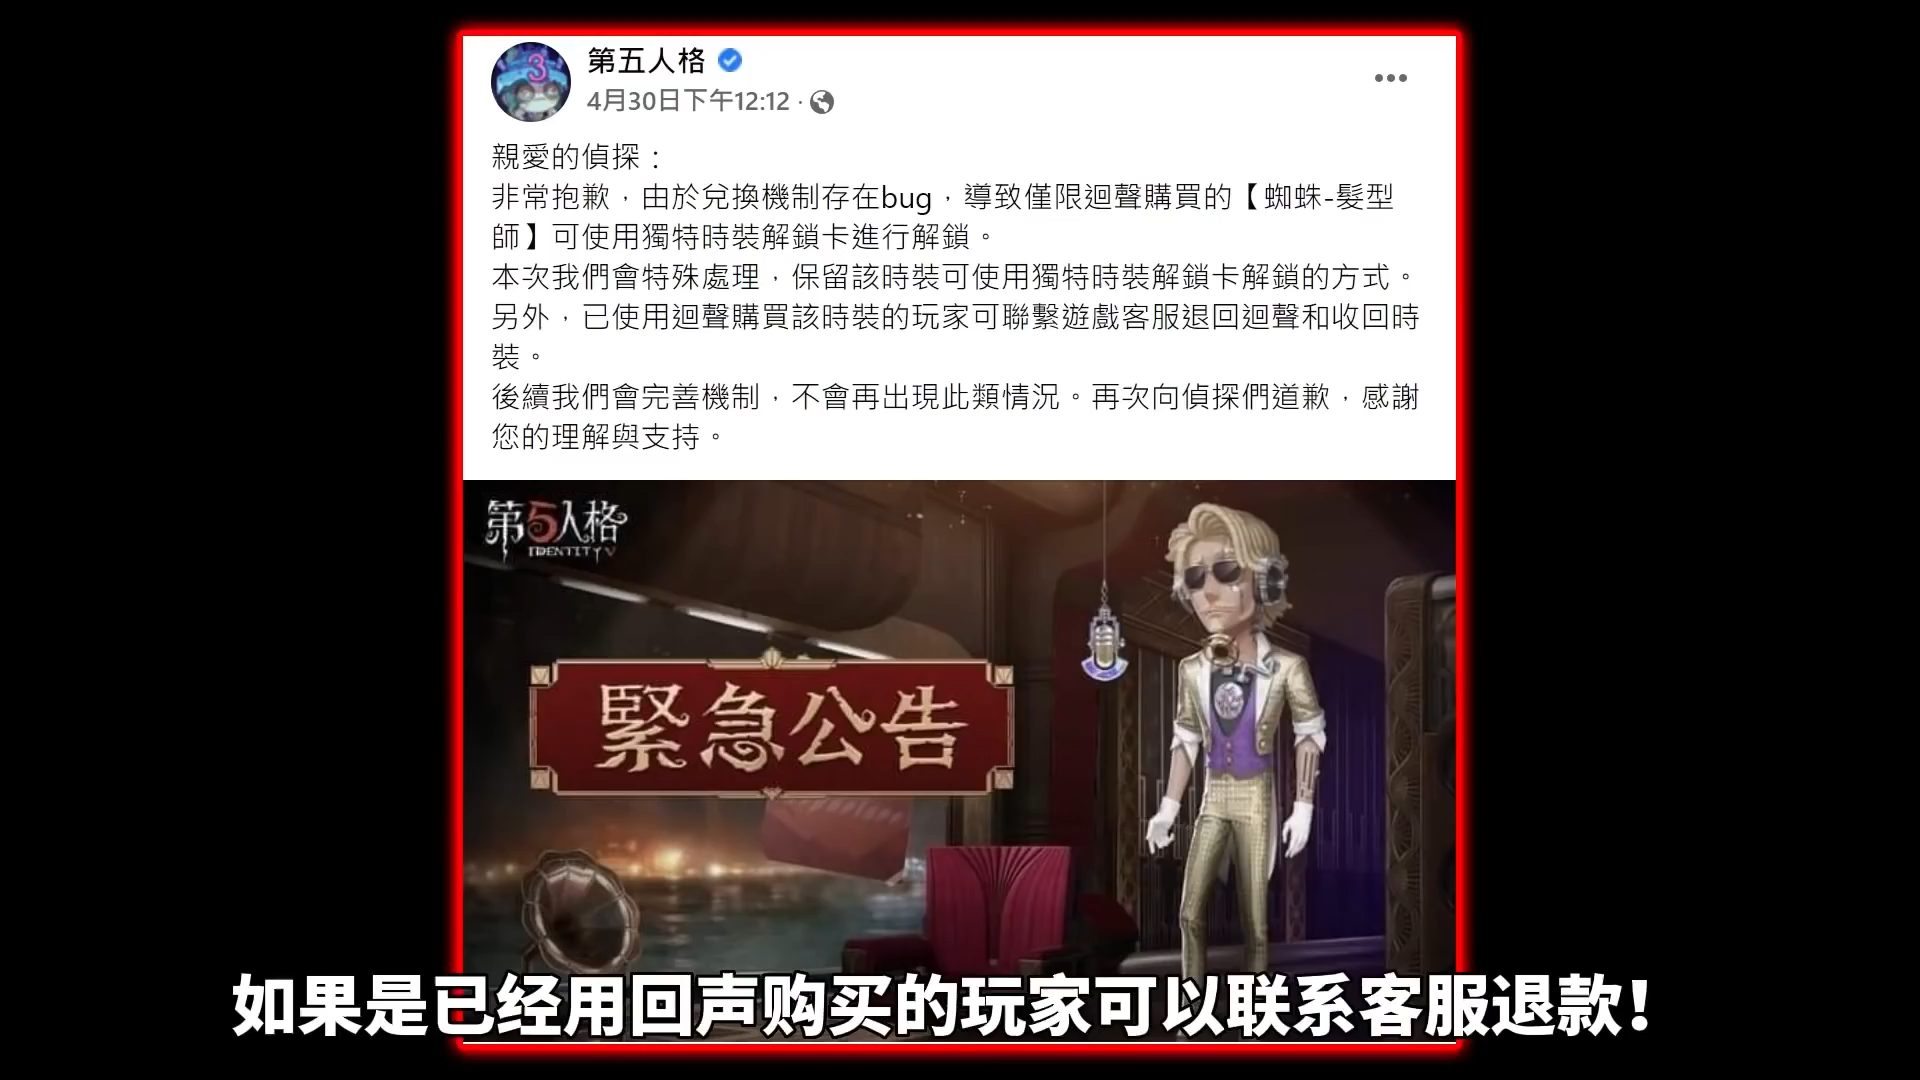 第五人格
4月30日下午12:12 ·
親愛的偵探：
非常抱歉，由於兌換機制存在bug，導致僅限迴聲購買的【蜘蛛-髮型
師】可使用獨特時裝解鎖卡進行解鎖。
本次我們會特殊處理，保留該時裝可使用獨特時裝解鎖卡解鎖的方式。
另外，已使用迴聲購買該時裝的玩家可聯繫遊戲客服退回迴聲和收回時
裝。
後續我們會完善機制，不會再出現此類情況。再次向偵探們道歉，感謝
您的理解與支持。
第5人格
IDENTITY V
緊急公告
如果是已经用回声购买的玩家可以联系客服退款！
3